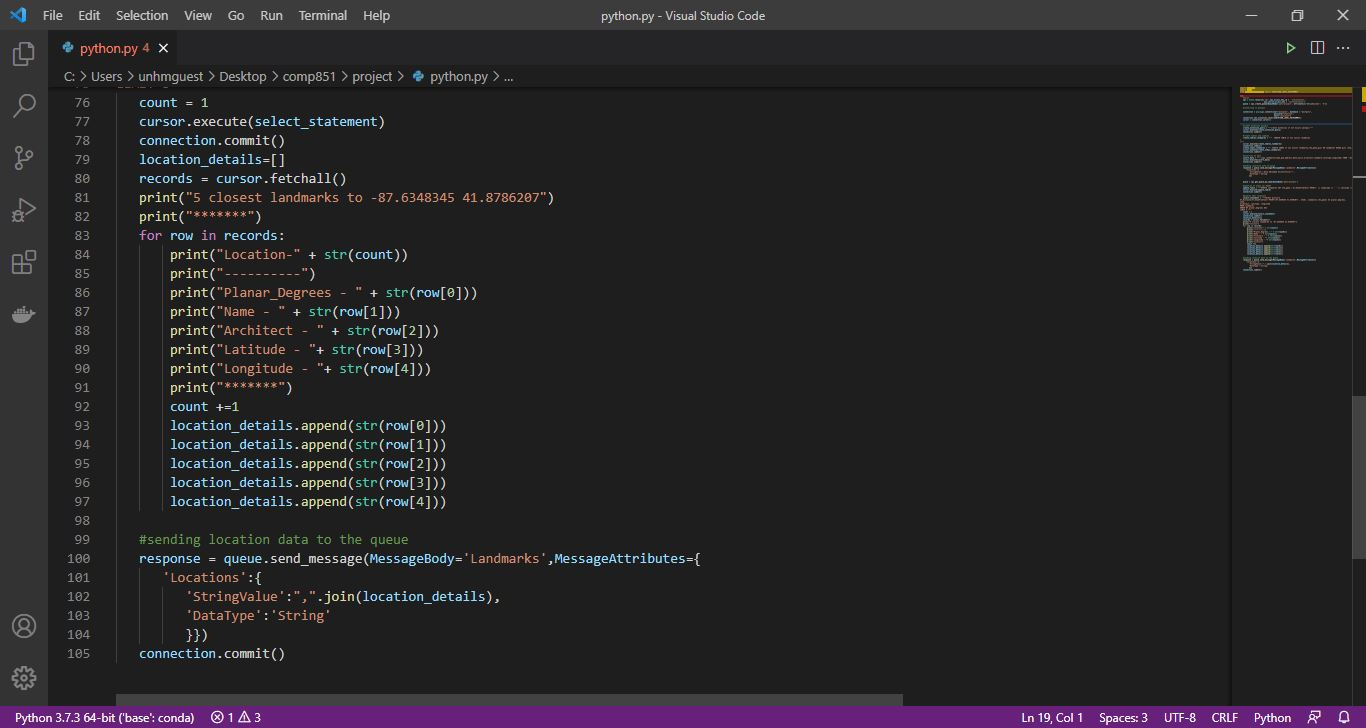 File Edit Selection View Go Run Terminal Help python.py - Visual Studio Code
python.py 4
C: > Users > unhmguest > Desktop > comp851 > project > python.py > ...
76 count = 1
77 cursor.execute(select_statement)
78 connection.commit()
79 location_details=[]
80 records = cursor.fetchall()
81 print("5 closest landmarks to -87.6348345 41.8786207")
82 print("*******")
83 for row in records:
84 print("Location-" + str(count))
85 print("----------")
86 print("Planar_Degrees - " + str(row[0]))
87 print("Name - " + str(row[1]))
88 print("Architect - " + str(row[2]))
89 print("Latitude - "+ str(row[3]))
90 print("Longitude - "+ str(row[4]))
91 print("*******")
92 count +=1
93 location_details.append(str(row[0]))
94 location_details.append(str(row[1]))
95 location_details.append(str(row[2]))
96 location_details.append(str(row[3]))
97 location_details.append(str(row[4]))
98
99 #sending location data to the queue
100 response = queue.send_message(MessageBody='Landmarks',MessageAttributes={
101 'Locations':{
102 'StringValue':",".join(location_details),
103 'DataType':'String'
104 }})
105 connection.commit()
Python 3.7.3 64-bit ('base': conda) 1 3 Ln 19, Col 1 Spaces: 3 UTF-8 CRLF Python